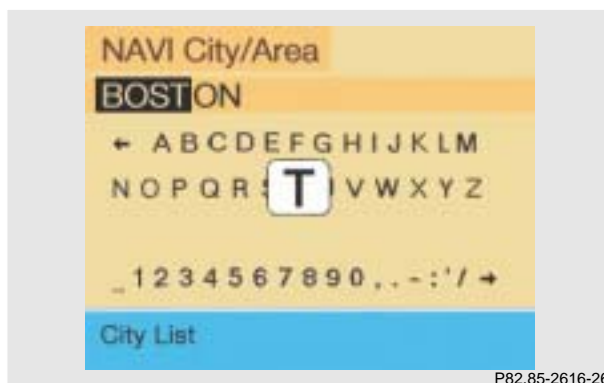 NAVI City/Area
BOSTON
← A B C D E F G H I J K L M
N O P Q R S T U V W X Y Z
_ 1 2 3 4 5 6 7 8 9 0 , . - : ' / →
City List
P82.85-2616-26